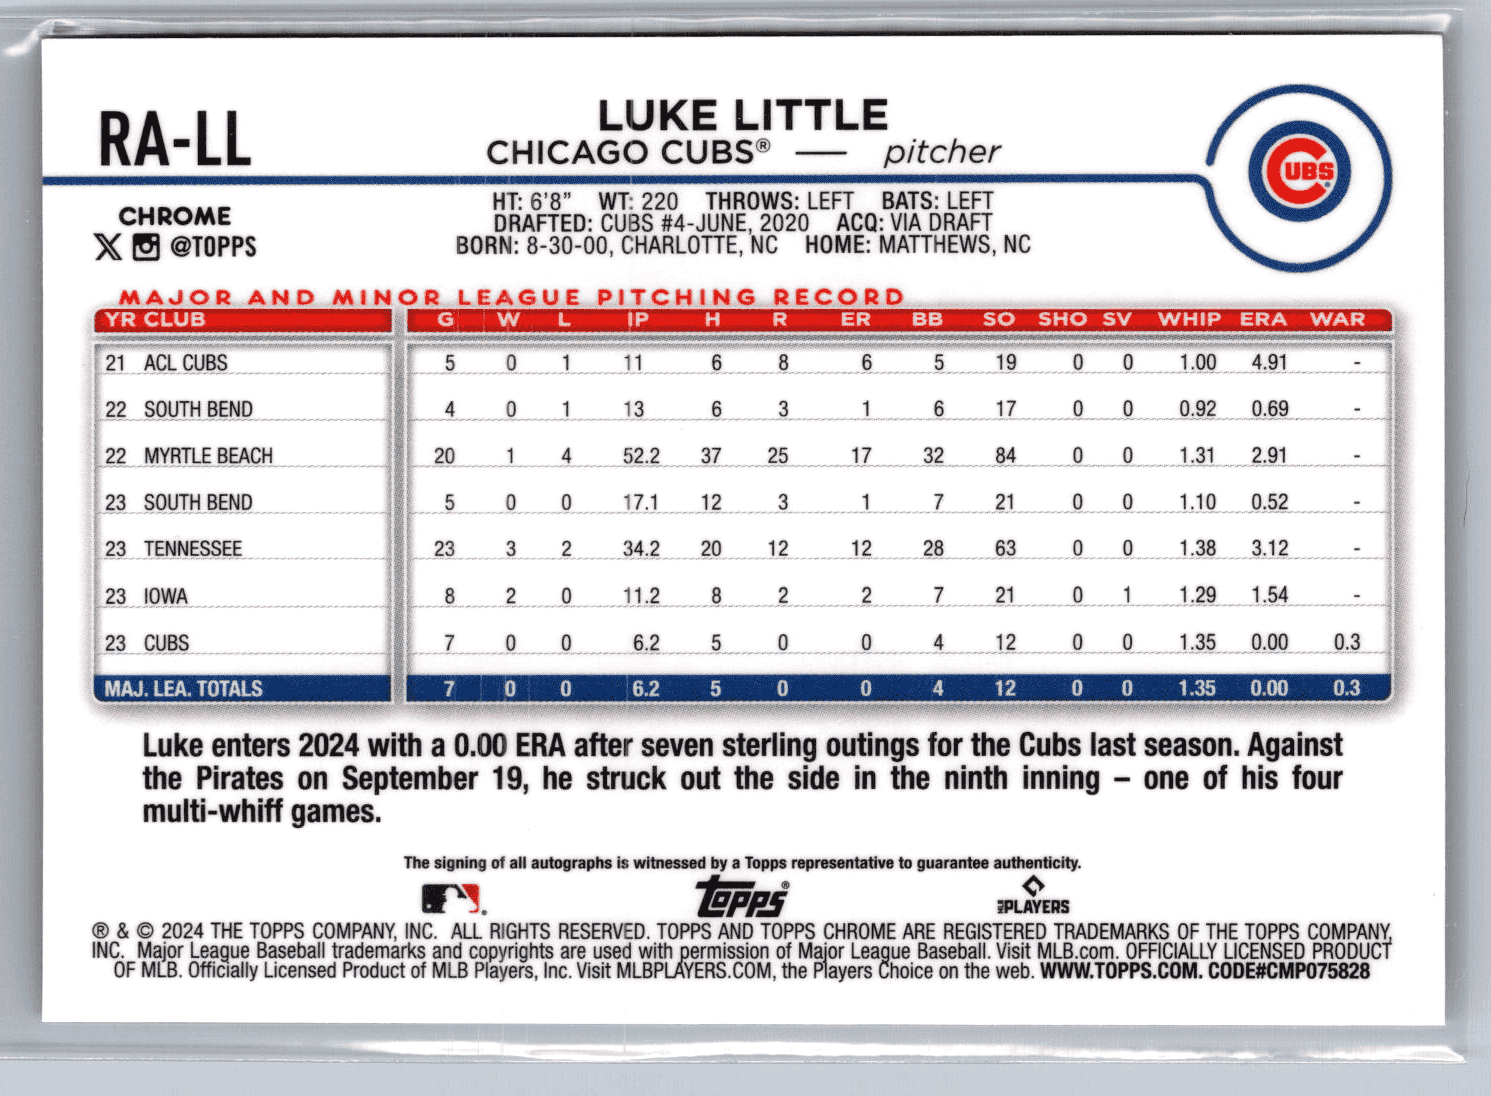 RA-LL
LUKE LITTLE
CHICAGO CUBS® — pitcher
CUBS
CHROME
@TOPPS
HT: 6'8" WT: 220 THROWS: LEFT BATS: LEFT
DRAFTED: CUBS #4-JUNE, 2020 ACQ: VIA DRAFT
BORN: 8-30-00, CHARLOTTE, NC HOME: MATTHEWS, NC
MAJOR AND MINOR LEAGUE PITCHING RECORD
YR CLUB G W L IP H R ER BB SO SHO SV WHIP ERA WAR
21 ACL CUBS 5 0 1 11 6 8 6 5 19 0 0 1.00 4.91 -
22 SOUTH BEND 4 0 1 13 6 3 1 6 17 0 0 0.92 0.69 -
22 MYRTLE BEACH 20 1 4 52.2 37 25 17 32 84 0 0 1.31 2.91 -
23 SOUTH BEND 5 0 0 17.1 12 3 1 7 21 0 0 1.10 0.52 -
23 TENNESSEE 23 3 2 34.2 20 12 12 28 63 0 0 1.38 3.12 -
23 IOWA 8 2 0 11.2 8 2 2 7 21 0 1 1.29 1.54 -
23 CUBS 7 0 0 6.2 5 0 0 4 12 0 0 1.35 0.00 0.3
MAJ. LEA. TOTALS 7 0 0 6.2 5 0 0 4 12 0 0 1.35 0.00 0.3
Luke enters 2024 with a 0.00 ERA after seven sterling outings for the Cubs last season. Against
the Pirates on September 19, he struck out the side in the ninth inning – one of his four
multi-whiff games.
The signing of all autographs is witnessed by a Topps representative to guarantee authenticity.
Topps®
MLB PLAYERS
® & © 2024 THE TOPPS COMPANY, INC. ALL RIGHTS RESERVED. TOPPS AND TOPPS CHROME ARE REGISTERED TRADEMARKS OF THE TOPPS COMPANY,
INC. Major League Baseball trademarks and copyrights are used with permission of Major League Baseball. Visit MLB.com. OFFICIALLY LICENSED PRODUCT
OF MLB. Officially Licensed Product of MLB Players, Inc. Visit MLBPLAYERS.COM, the Players Choice on the web. WWW.TOPPS.COM. CODE#CMP075828